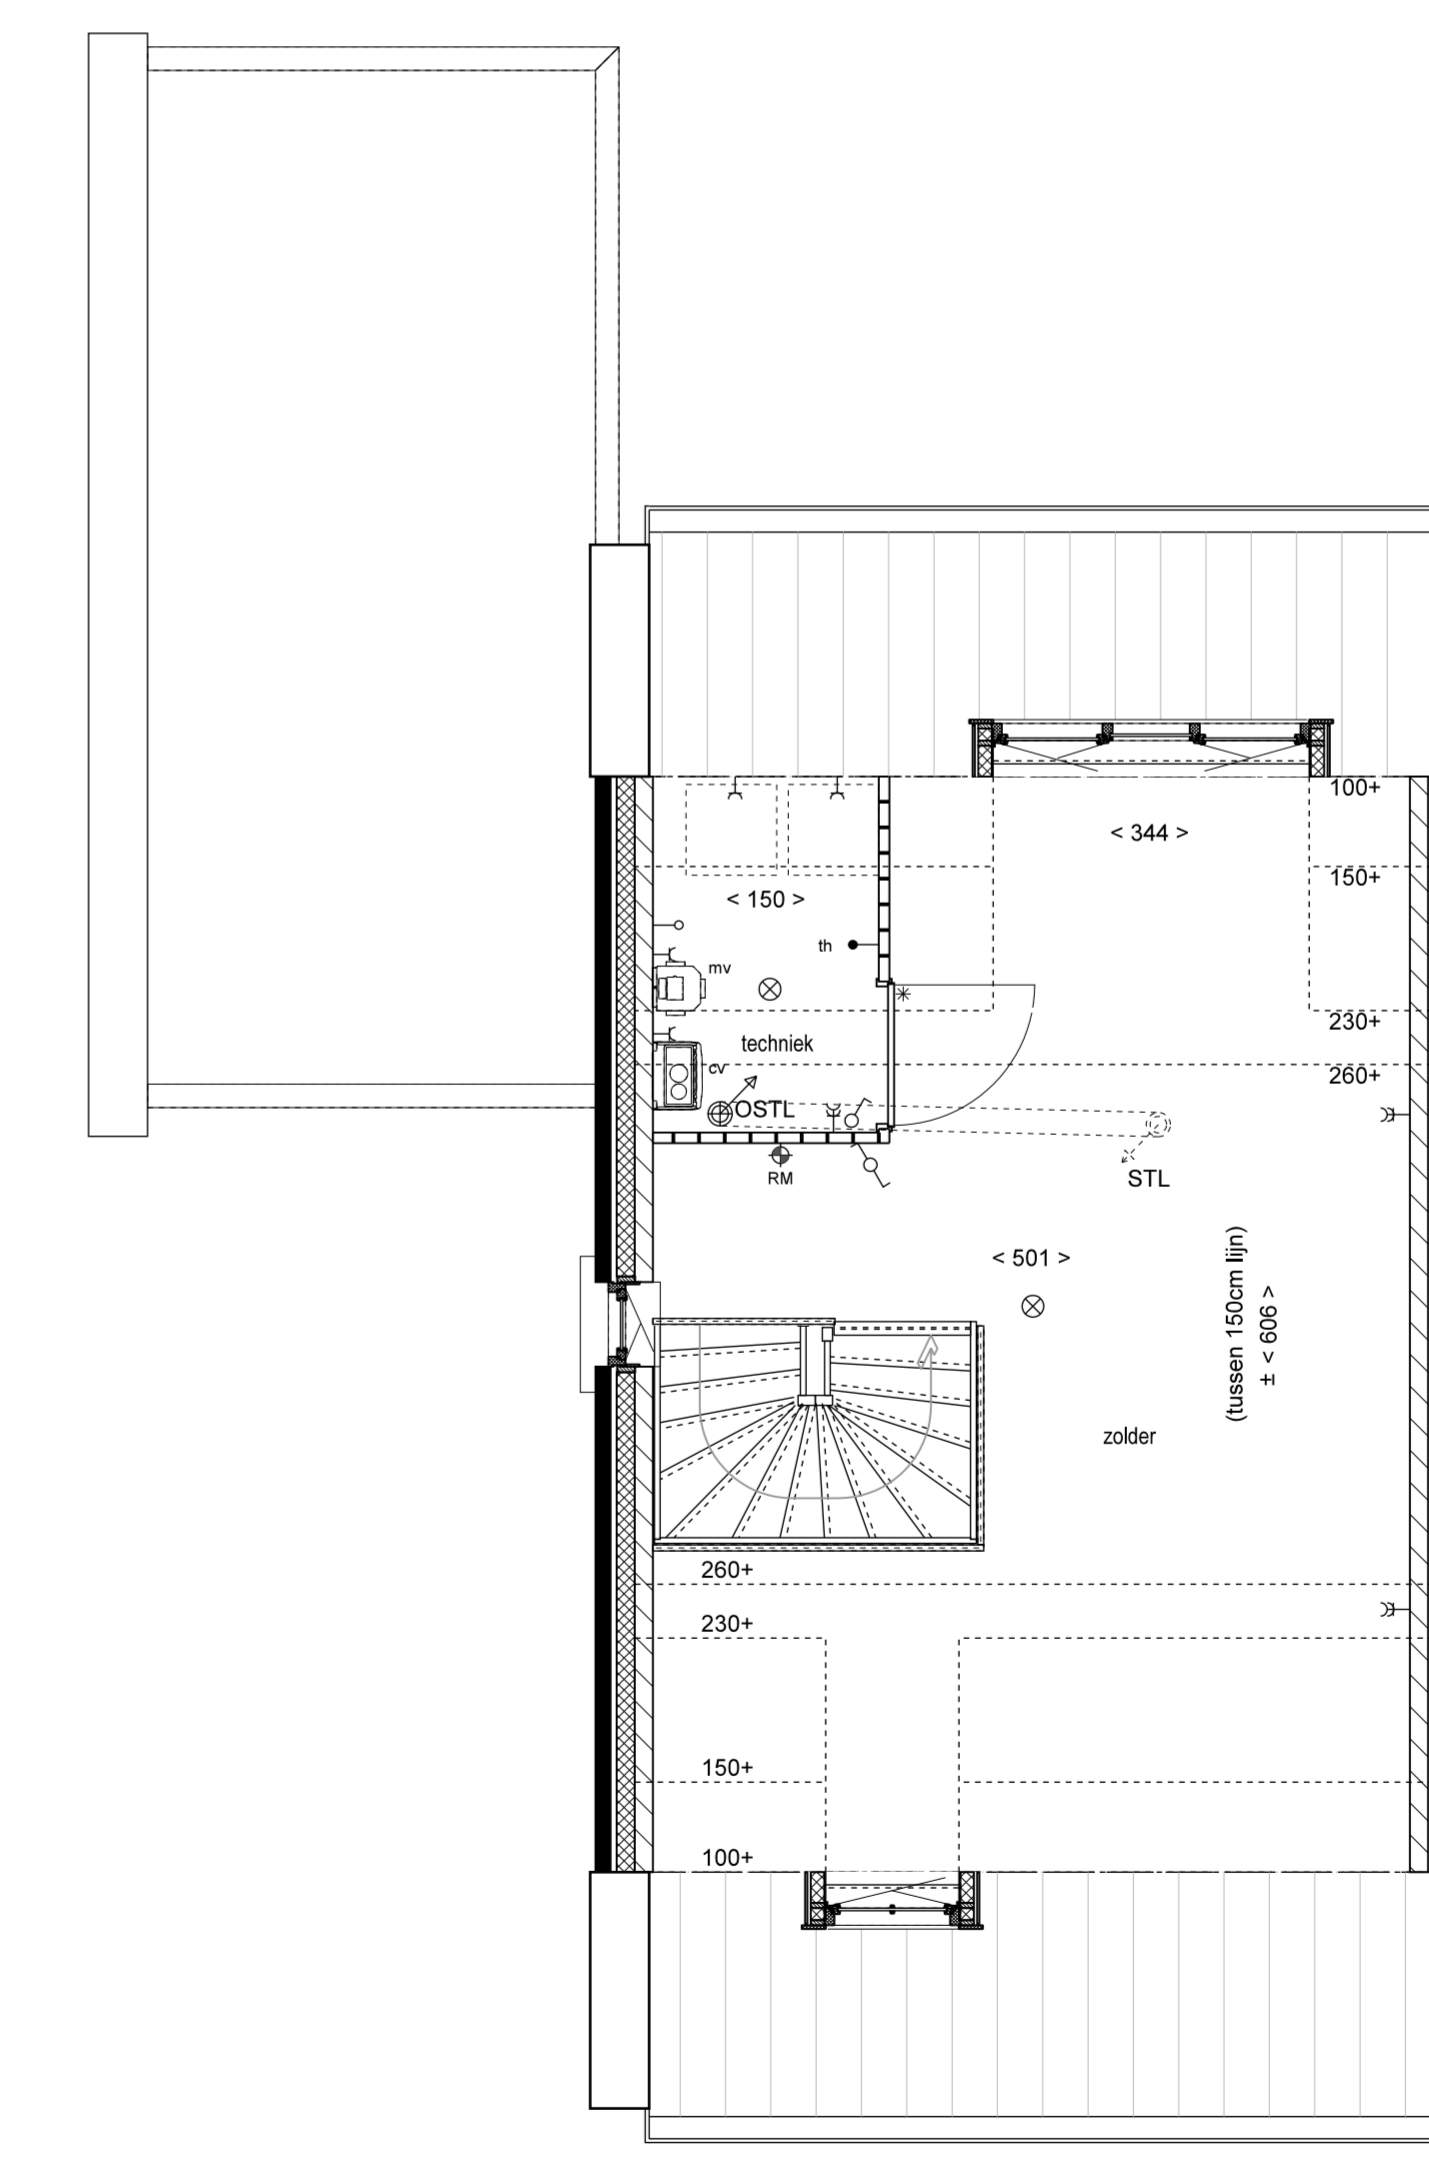 100+
< 344 >
150+
< 150 >
th
mv
230+
techniek
cv
260+
OSTL
RM
STL
< 501 >
(tussen 150cm lijn)
± < 606 >
zolder
260+
230+
150+
100+